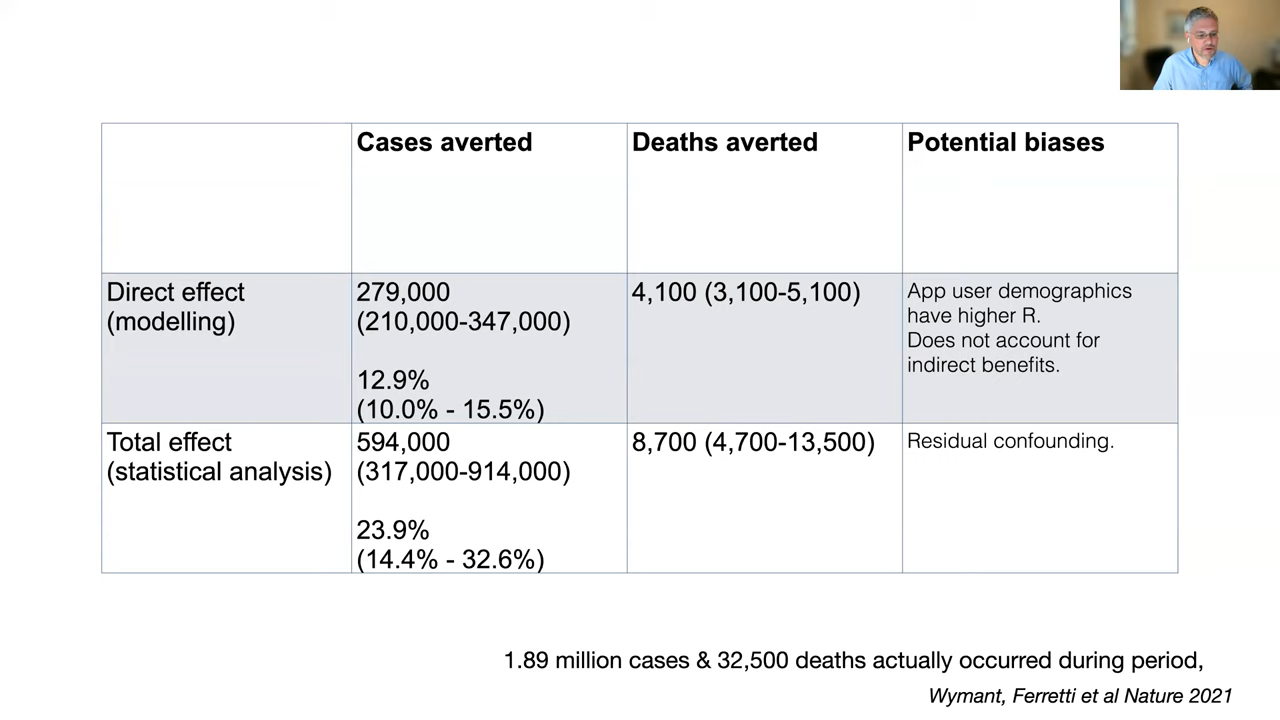 Cases averted
Deaths averted
Potential biases
Direct effect
(modelling)
279,000
(210,000-347,000)
12.9%
(10.0% - 15.5%)
4,100 (3,100-5,100)
App user demographics
have higher R.
Does not account for
indirect benefits.
Total effect
(statistical analysis)
594,000
(317,000-914,000)
23.9%
(14.4% - 32.6%)
8,700 (4,700-13,500)
Residual confounding.
1.89 million cases & 32,500 deaths actually occurred during period,
Wymant, Ferretti et al Nature 2021